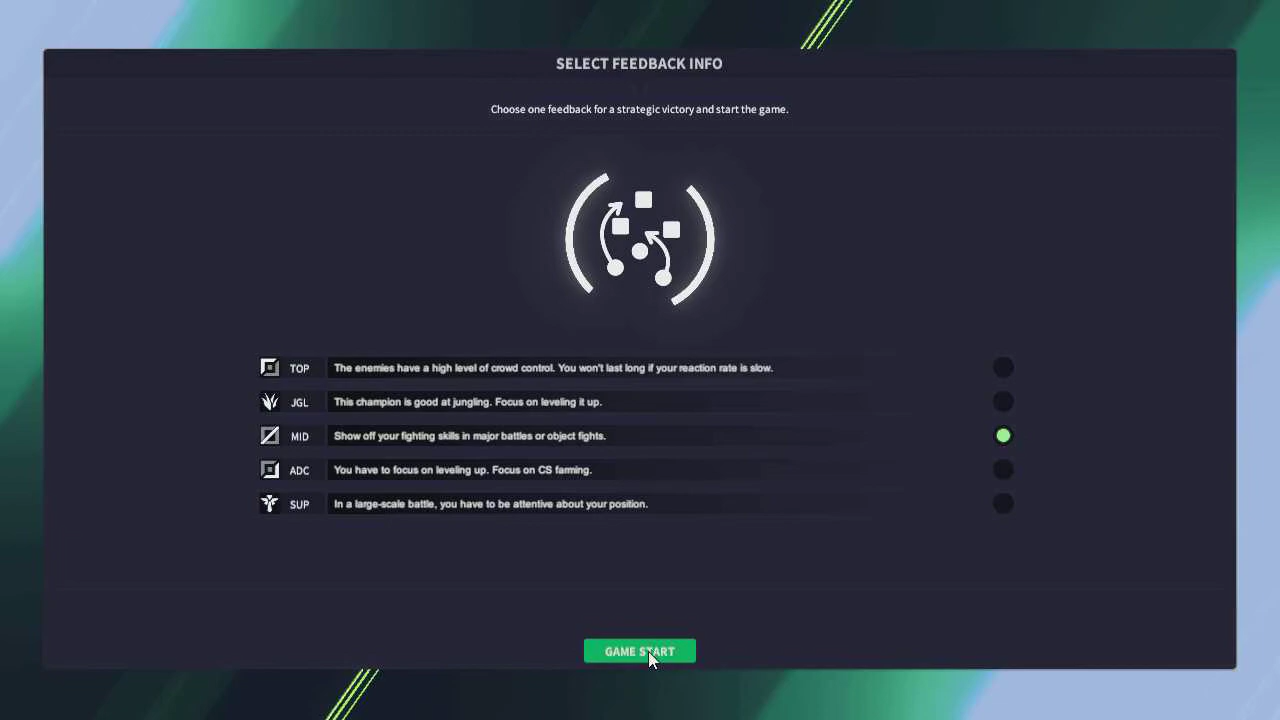 SELECT FEEDBACK INFO
Choose one feedback for a strategic victory and start the game.
TOP The enemies have a high level of crowd control. You won't last long if your reaction rate is slow.
JGL This champion is good at jungling. Focus on leveling it up.
MID Show off your fighting skills in major battles or object fights.
ADC You have to focus on leveling up. Focus on CS farming.
SUP In a large-scale battle, you have to be attentive about your position.
GAME START